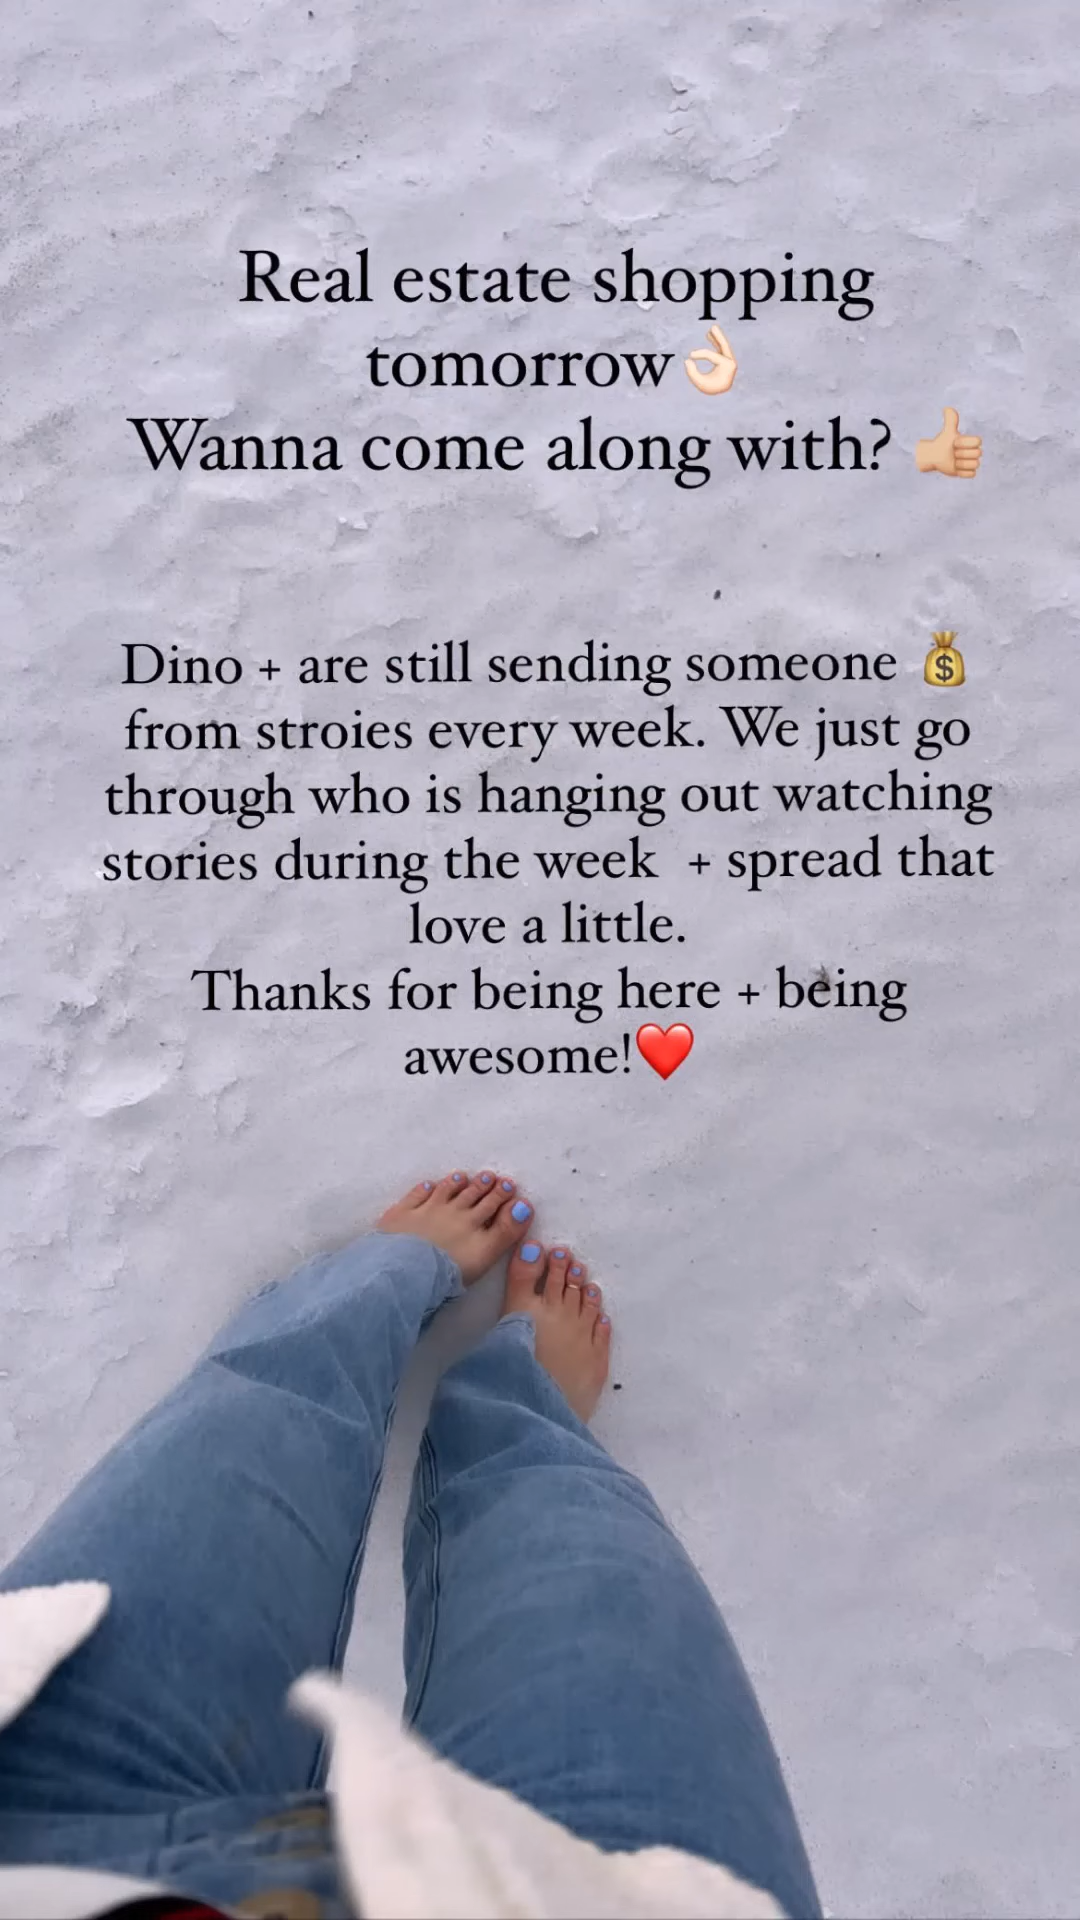 Real estate shopping
tomorrow👌🏻
Wanna come along with? 👍🏼
Dino + are still sending someone 💰
from stroies every week. We just go
through who is hanging out watching
stories during the week + spread that
love a little.
Thanks for being here + being
awesome!❤️